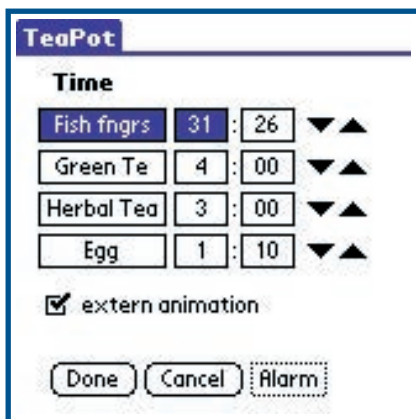 TeaPot
Time
Fish fngrs 31 : 26
Green Te 4 : 00
Herbal Tea 3 : 00
Egg 1 : 10
extern animation
Done Cancel Alarm